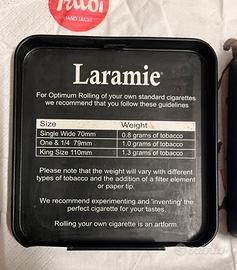 HAND TACHT
Laramie
For Optimum Rolling of your own standard cigarettes
we recommend that you follow these guidelines
Size Weight
Single Wide 70mm 0.8 grams of tobacco
One & 1/4 79mm 1.0 grams of tobacco
King Size 110mm 1.3 grams of tobacco
Please note that the weight will vary with different
types of tobacco and the addition of a filter element
or paper tip.
We recommend experimenting and 'inventing' the
perfect cigarette for your tastes.
Rolling your own cigarette is an artform.